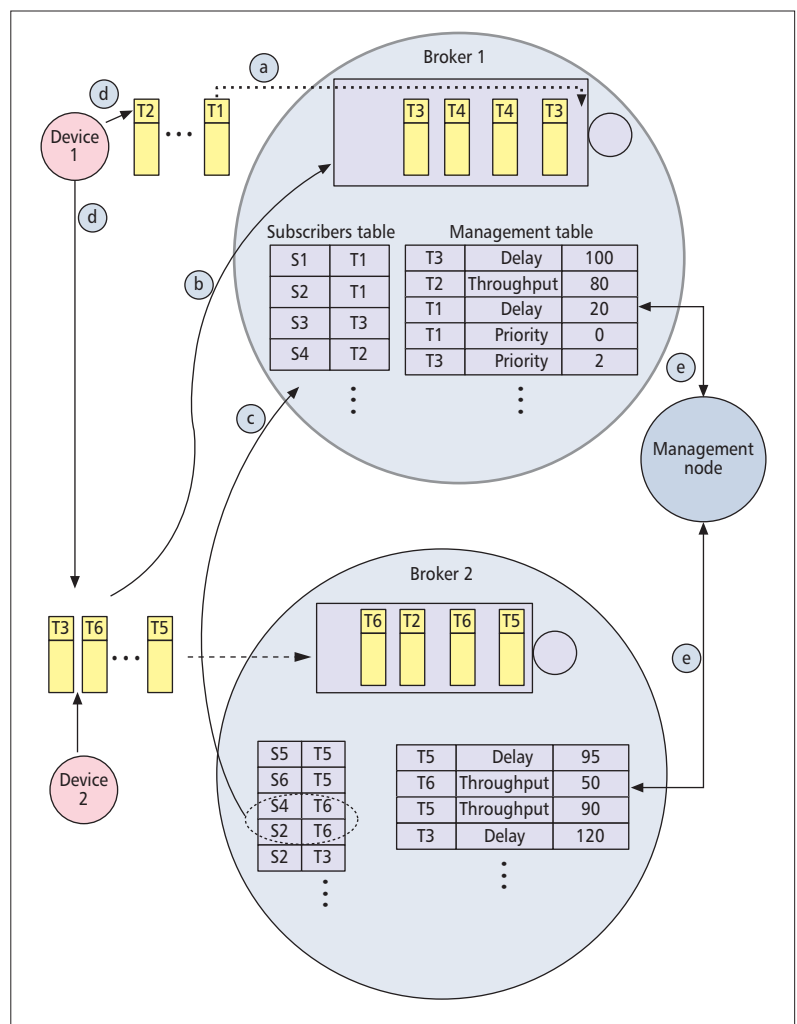 Broker 1
a
d
T2 ••• T1
Device
1
T3 T4 T4 T3
d
Subscribers table
S1 T1
S2 T1
S3 T3
S4 T2
Management table
T3 Delay 100
T2 Throughput 80
T1 Delay 20
T1 Priority 0
T3 Priority 2
b
c
e
Management
node
Broker 2
T3 T6 ••• T5
T6 T2 T6 T5
e
Device
2
S5 T5
S6 T5
S4 T6
S2 T6
S2 T3
T5 Delay 95
T6 Throughput 50
T5 Throughput 90
T3 Delay 120